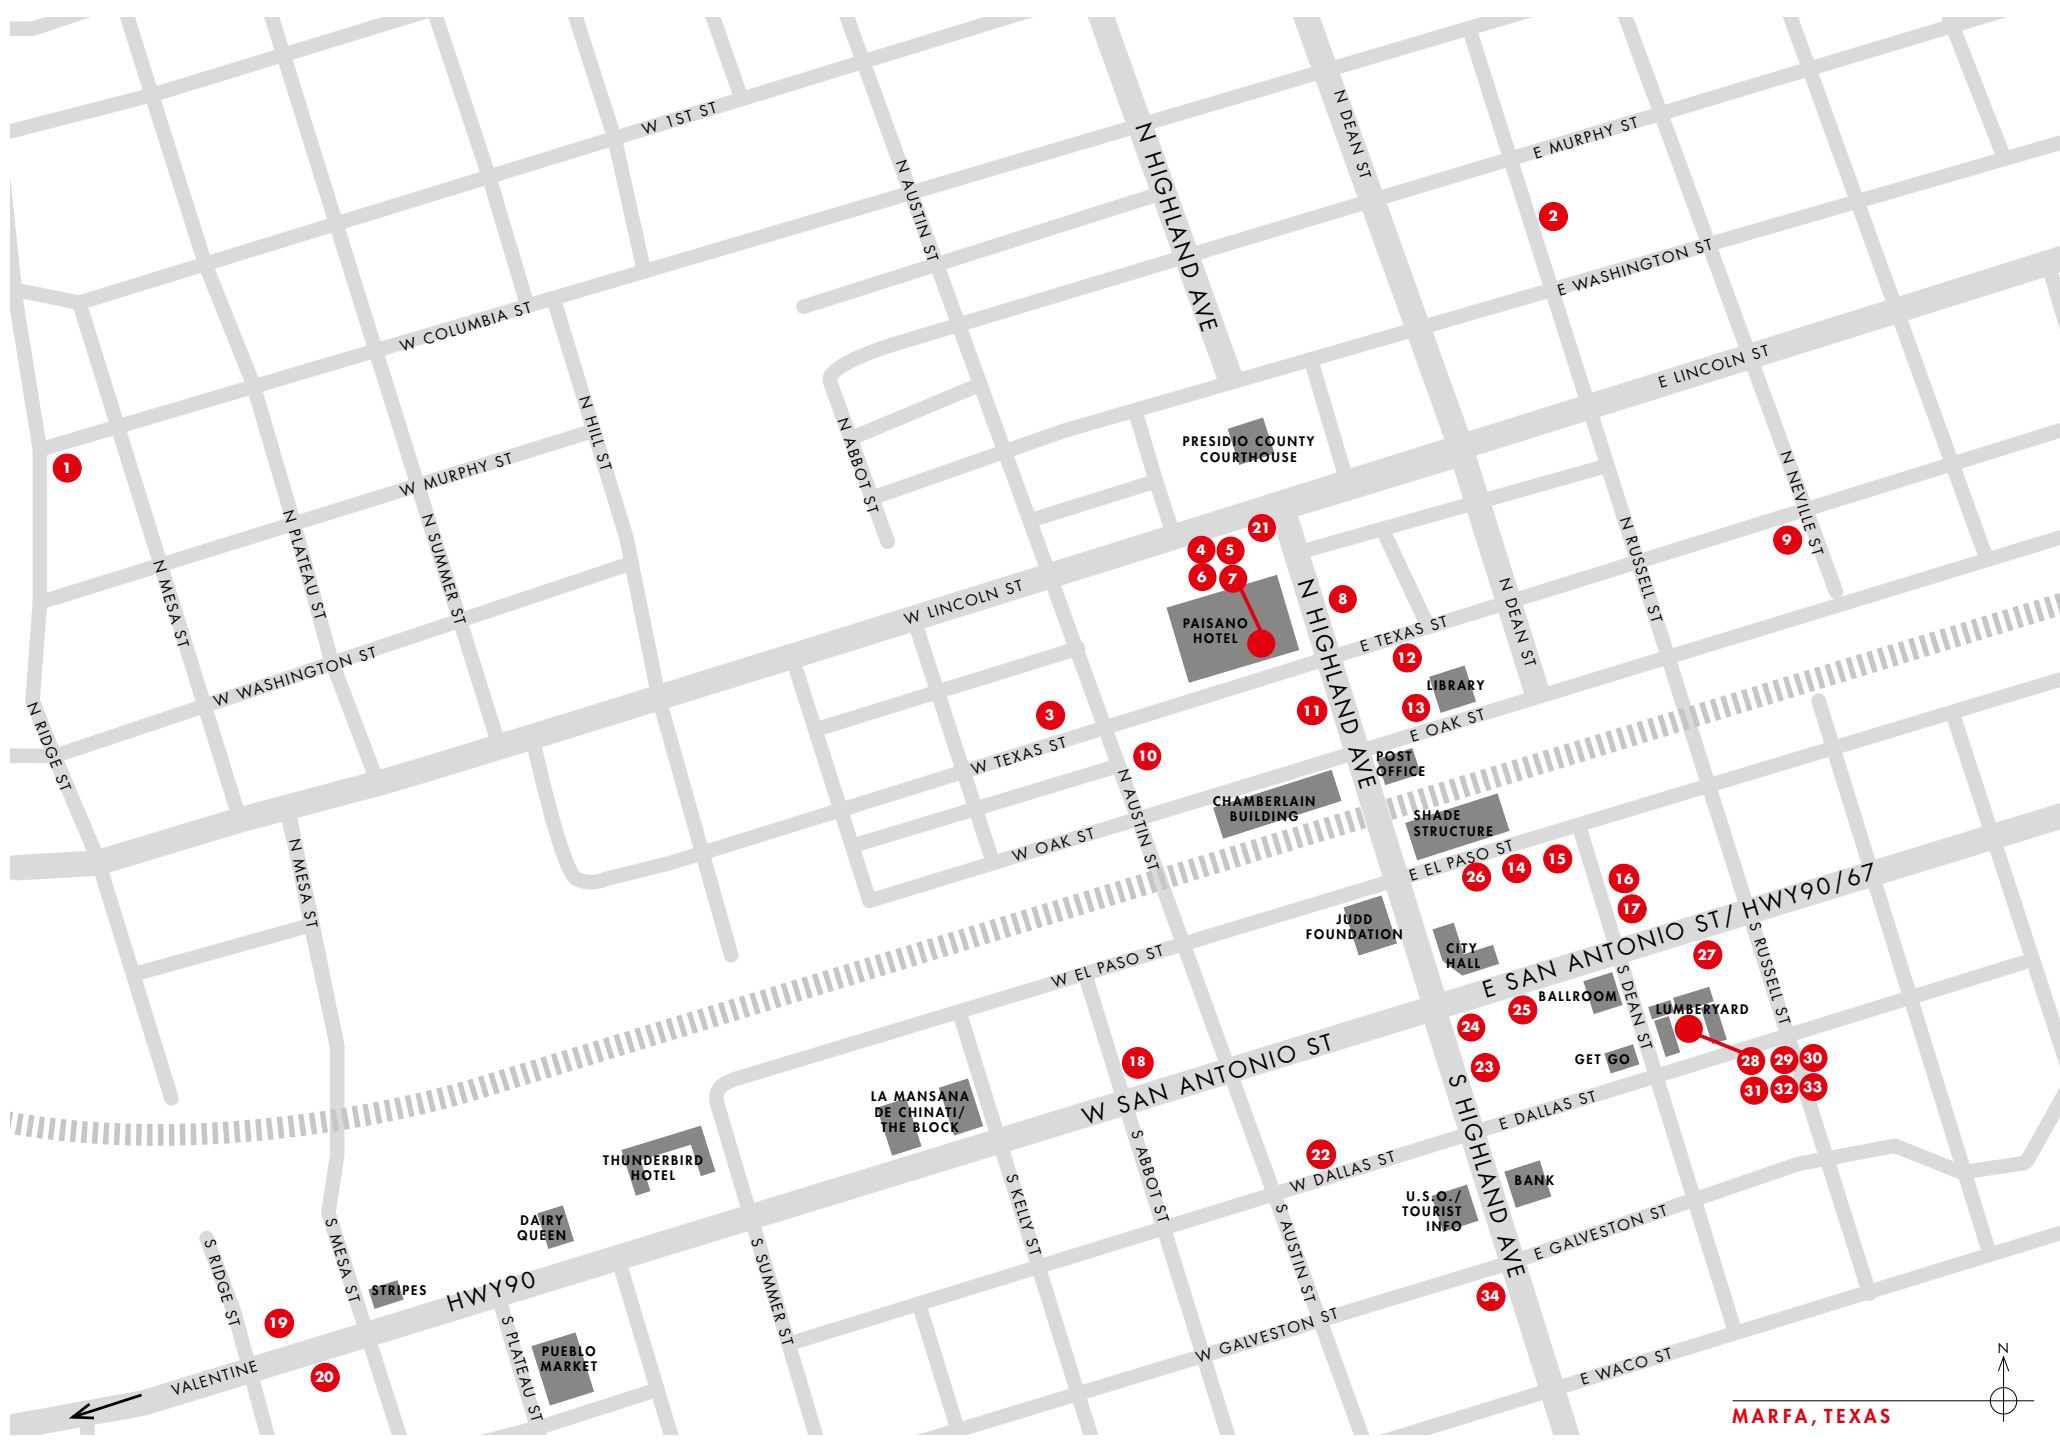 W 1ST ST
N AUSTIN ST
N HIGHLAND AVE
N DEAN ST
E MURPHY ST
2
E WASHINGTON ST
W COLUMBIA ST
E LINCOLN ST
N HILL ST
N ABBOT ST
PRESIDIO COUNTY
COURTHOUSE
1
W MURPHY ST
N NEVILLE ST
N PLATEAU ST
N SUMMER ST
N MESA ST
N RUSSELL ST
21
4
5
6
7
9
8
N HIGHLAND AVE
N DEAN ST
W LINCOLN ST
PAISANO
HOTEL
E TEXAS ST
12
W WASHINGTON ST
LIBRARY
3
11
13
E OAK ST
N RIDGE ST
W TEXAS ST
10
POST
OFFICE
N AUSTIN ST
CHAMBERLAIN
BUILDING
SHADE
STRUCTURE
W OAK ST
N MESA ST
E EL PASO ST
26
14
15
16
17
E SAN ANTONIO ST/ HWY90/67
JUDD
FOUNDATION
CITY
HALL
27
S RUSSELL ST
W EL PASO ST
BALLROOM
S DEAN ST
LUMBERYARD
25
24
18
W SAN ANTONIO ST
23
GET GO
28
29
30
31
32
33
LA MANSANA
DE CHINATI/
THE BLOCK
S HIGHLAND AVE
E DALLAS ST
THUNDERBIRD
HOTEL
S ABBOT ST
22
W DALLAS ST
BANK
S KELLY ST
U.S.O./
TOURIST
INFO
DAIRY
QUEEN
S AUSTIN ST
E GALVESTON ST
S RIDGE ST
S MESA ST
S SUMMER ST
STRIPES
HWY90
34
19
S PLATEAU ST
W GALVESTON ST
PUEBLO
MARKET
VALENTINE
20
E WACO ST
N
MARFA, TEXAS